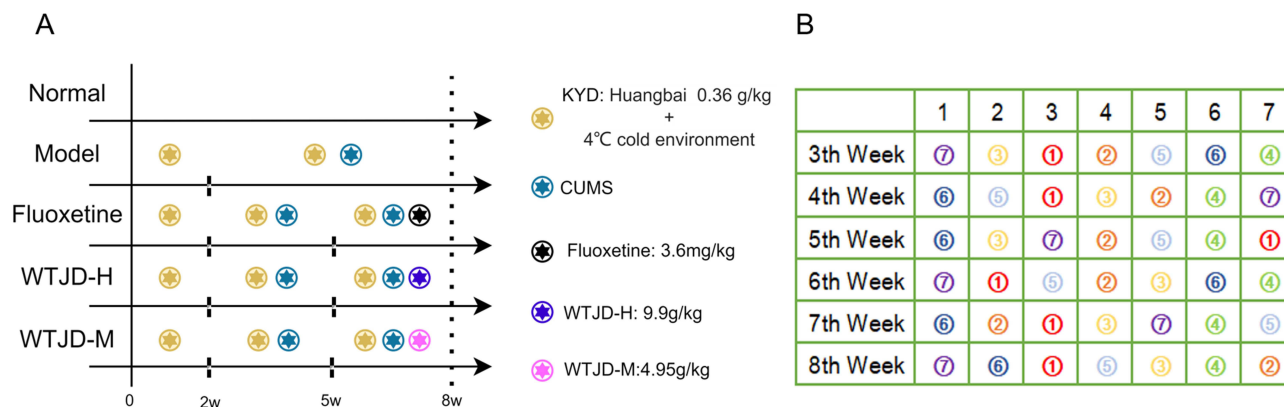 A
Normal
Model
Fluoxetine
WTJD-H
WTJD-M
0 2w 5w 8w
KYD: Huangbai 0.36 g/kg
+
4℃ cold environment
CUMS
Fluoxetine: 3.6mg/kg
WTJD-H: 9.9g/kg
WTJD-M:4.95g/kg
B
1 2 3 4 5 6 7
3th Week ⑦ ③ ① ② ⑤ ⑥ ④
4th Week ⑥ ⑤ ① ③ ② ④ ⑦
5th Week ⑥ ③ ⑦ ② ⑤ ④ ①
6th Week ⑦ ① ⑤ ② ③ ⑥ ④
7th Week ⑥ ② ① ③ ⑦ ④ ⑤
8th Week ⑦ ⑥ ① ⑤ ③ ④ ②